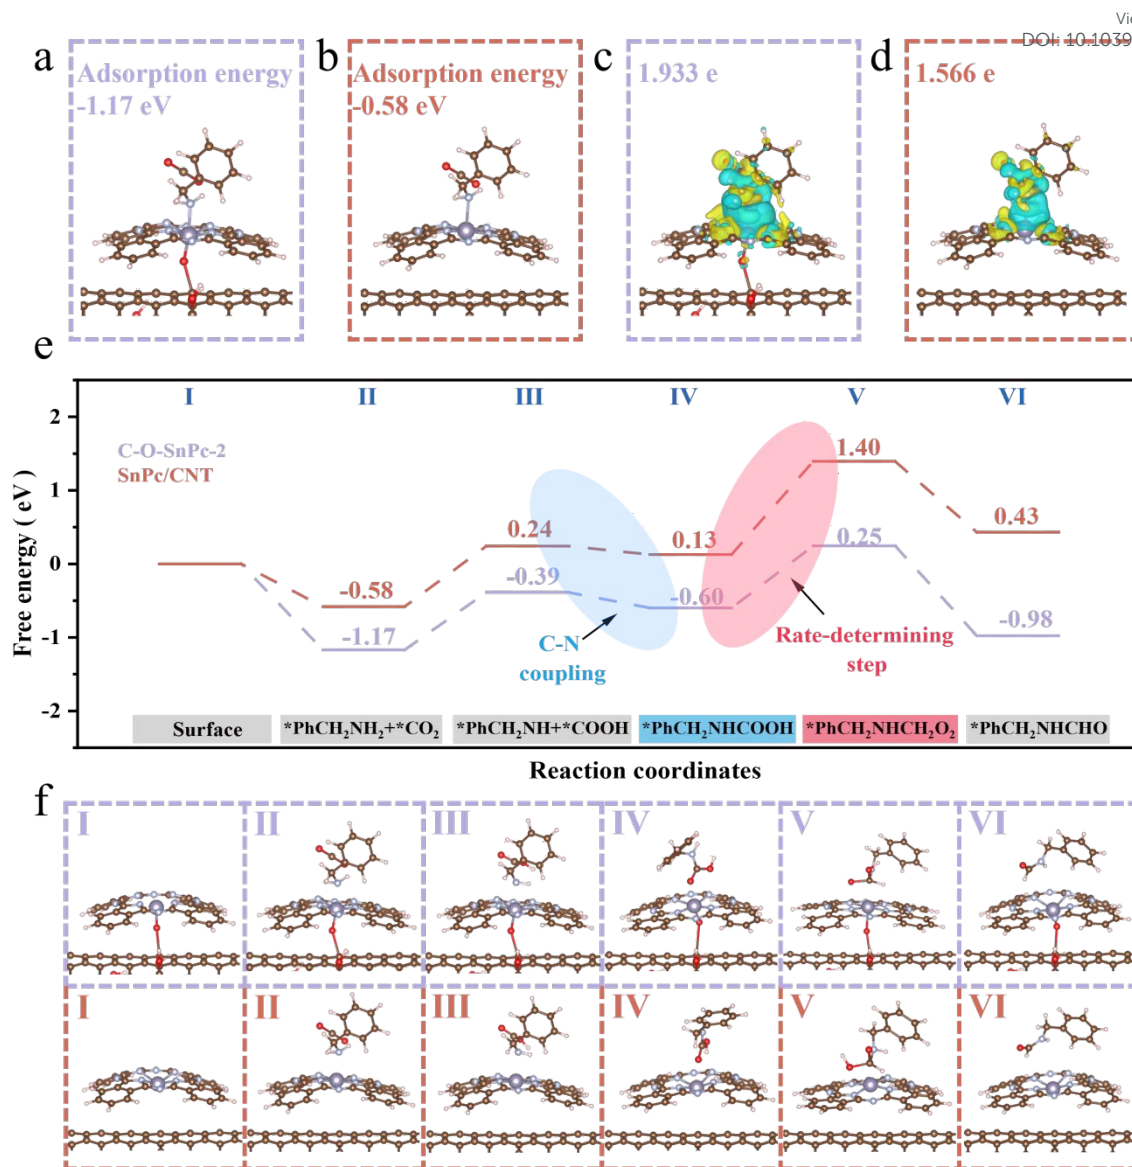 Vie
DOI: 10.1039
a
Adsorption energy
-1.17 eV
b
Adsorption energy
-0.58 eV
c
1.933 e
d
1.566 e
e
I II III IV V VI
C-O-SnPc-2
SnPc/CNT
2
1
0
-1
-2
Free energy ( eV)
-0.58
-1.17
0.24
-0.39
0.13
-0.60
1.40
0.25
0.43
-0.98
C-N
coupling
Rate-determining
step
Surface
*PhCH₂NH₂+*CO₂
*PhCH₂NH+*COOH
*PhCH₂NHCOOH
*PhCH₂NHCH₂O₂
*PhCH₂NHCHO
Reaction coordinates
f
I II III IV V VI
I II III IV V VI